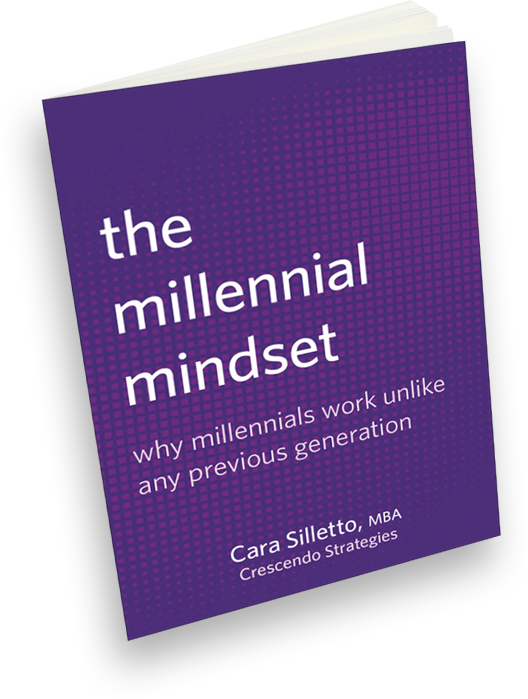 the
millennial
mindset
why millennials work unlike
any previous generation
Cara Silletto, MBA
Crescendo Strategies